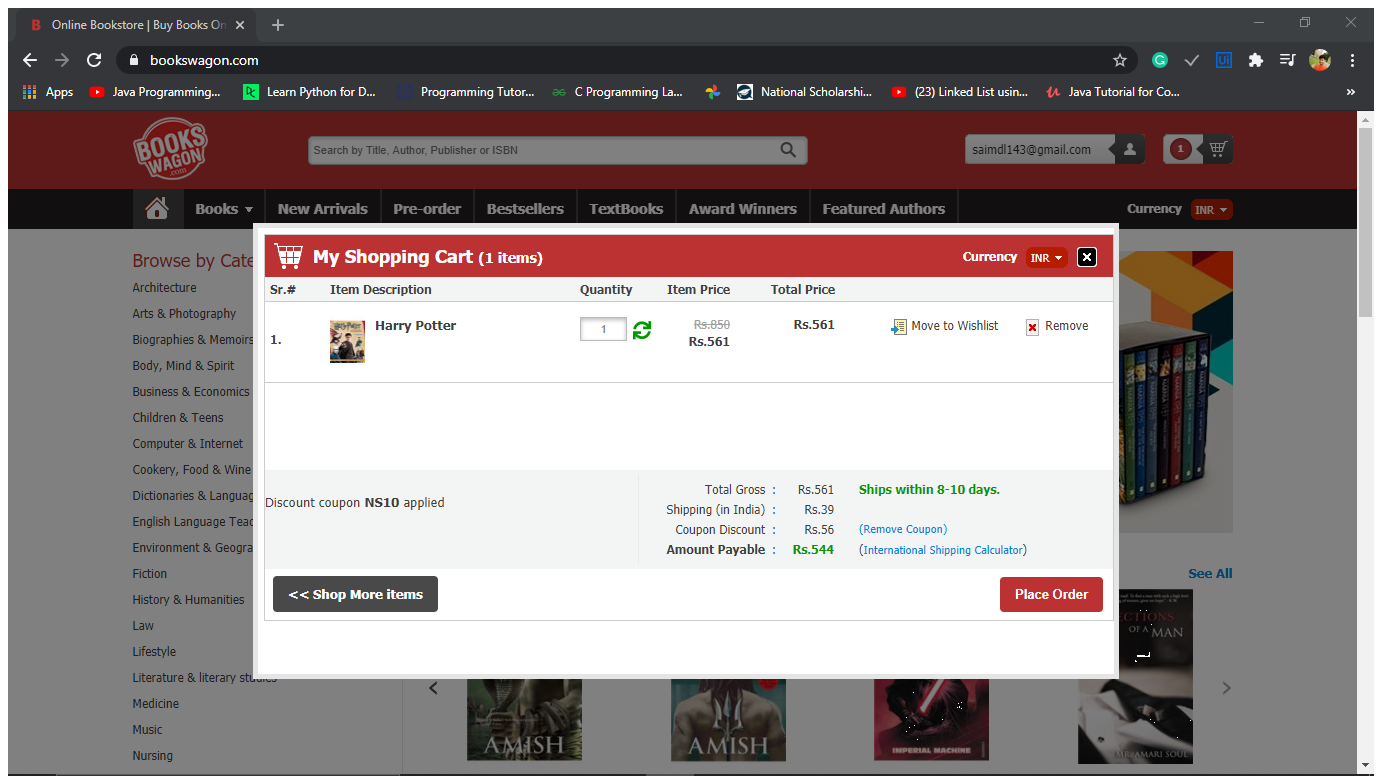 Online Bookstore | Buy Books On
bookswagon.com
Apps Java Programming... Learn Python for D... Programming Tutor... C Programming La... National Scholarshi... (23) Linked List usin... Java Tutorial for Co...
BOOKS WAGON .com
Search by Title, Author, Publisher or ISBN
saimdl143@gmail.com
1
Books New Arrivals Pre-order Bestsellers TextBooks Award Winners Featured Authors Currency INR
My Shopping Cart (1 items) Currency INR
Sr.# Item Description Quantity Item Price Total Price
1. Harry Potter 1 Rs.850 Rs.561 Move to Wishlist Remove
Rs.561
Discount coupon NS10 applied
Total Gross : Rs.561 Ships within 8-10 days.
Shipping (in India) : Rs.39
Coupon Discount : Rs.56 (Remove Coupon)
Amount Payable : Rs.544 (International Shipping Calculator)
<< Shop More items Place Order
Browse by Cate
Architecture
Arts & Photography
Biographies & Memoirs
Body, Mind & Spirit
Business & Economics
Children & Teens
Computer & Internet
Cookery, Food & Wine
Dictionaries & Languag
English Language Teac
Environment & Geogra
Fiction
History & Humanities
Law
Lifestyle
Literature & literary studies
Medicine
Music
Nursing
See All
AMISH
AMISH
IMPERIAL MACHINE
OF A MAN
AMARI SOUL